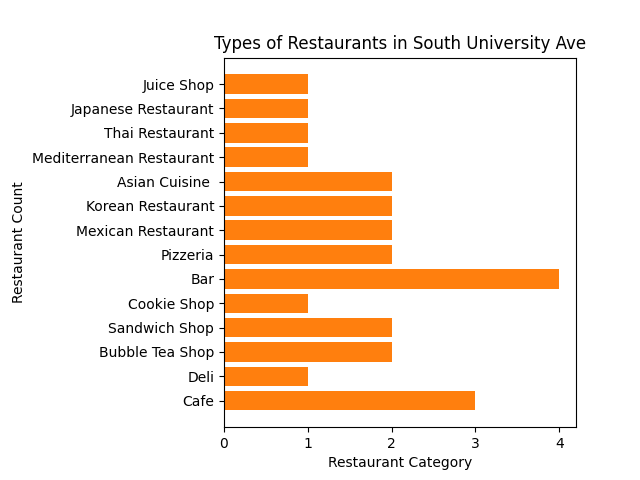 Types of Restaurants in South University Ave
Restaurant Count
Juice Shop
Japanese Restaurant
Thai Restaurant
Mediterranean Restaurant
Asian Cuisine
Korean Restaurant
Mexican Restaurant
Pizzeria
Bar
Cookie Shop
Sandwich Shop
Bubble Tea Shop
Deli
Cafe
0 1 2 3 4
Restaurant Category